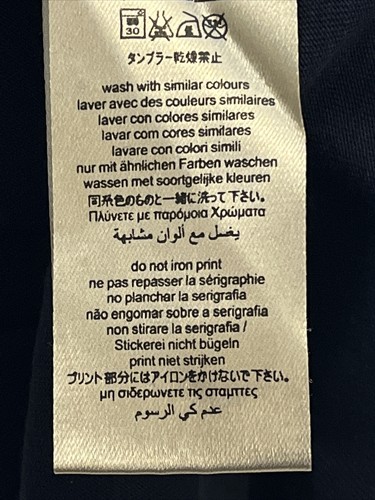 30
タンブラー乾燥禁止
wash with similar colours
laver avec des couleurs similaires
laver con colores similares
lavar com cores similares
lavare con colori simili
nur mit ähnlichen Farben waschen
wassen met soortgelijke kleuren
同系色のものと一緒に洗って下さい。
Πλύνετε με παρόμοια Χρώματα
يغسل مع ألوان مشابهة
do not iron print
ne pas repasser la sérigraphie
no planchar la serigrafia
não engomar sobre a serigrafia
non stirare la serigrafia /
Stickerei nicht bügeln
print niet strijken
プリント部分にはアイロンをかけないで下さい。
μη σιδερωνετε τις σταμπτες
عدم كي الرسوم